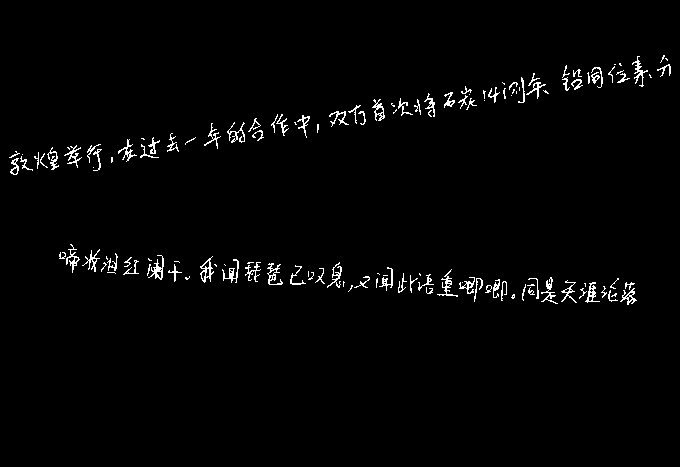 敦煌举行,在过去一年的合作中,双方首次将石炭14测年 铅同位素分
啼妆泪红阑干。我闻琵琶已叹息,又闻此语重唧唧。同是天涯沦落